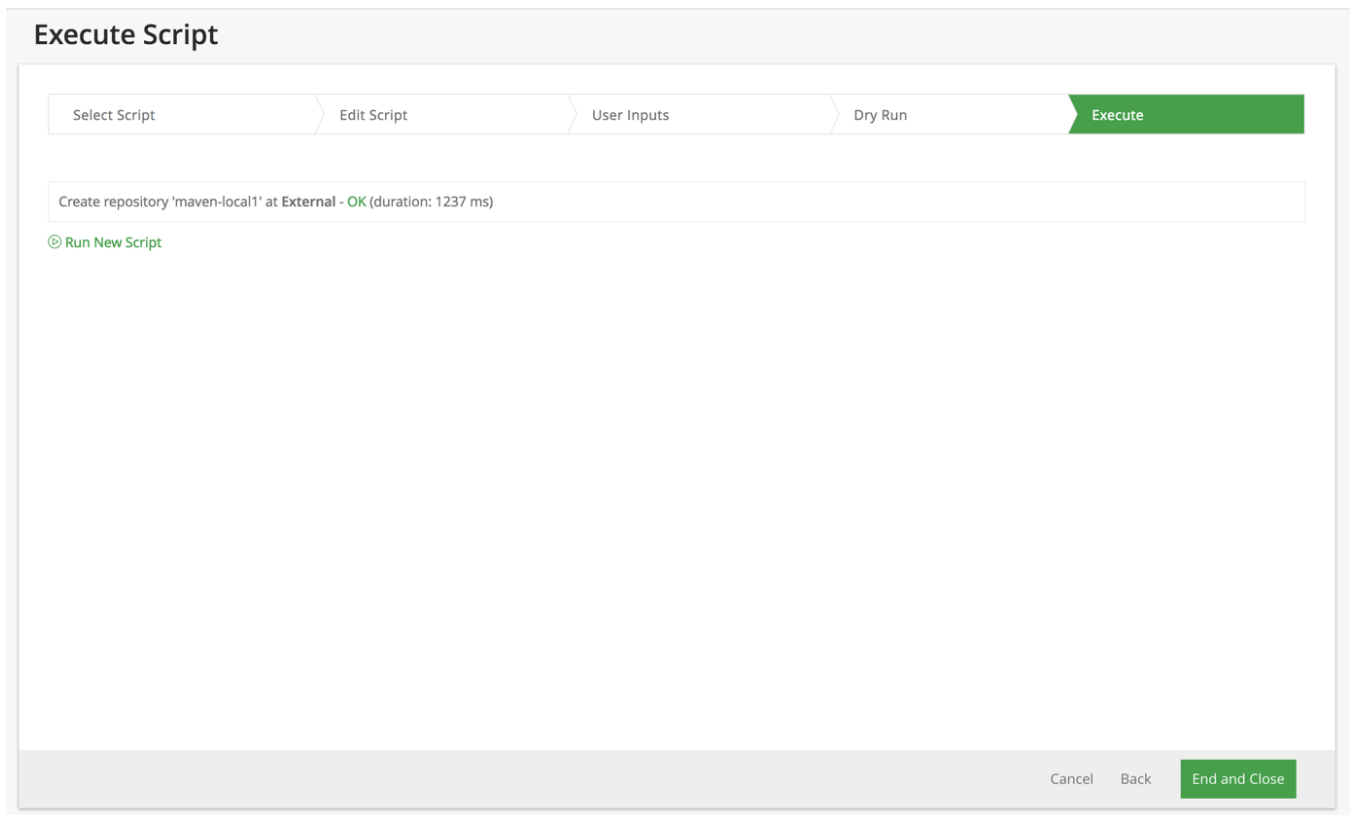 Execute Script
Select Script
Edit Script
User Inputs
Dry Run
Execute
Create repository 'maven-local1' at External - OK (duration: 1237 ms)
Run New Script
Cancel
Back
End and Close